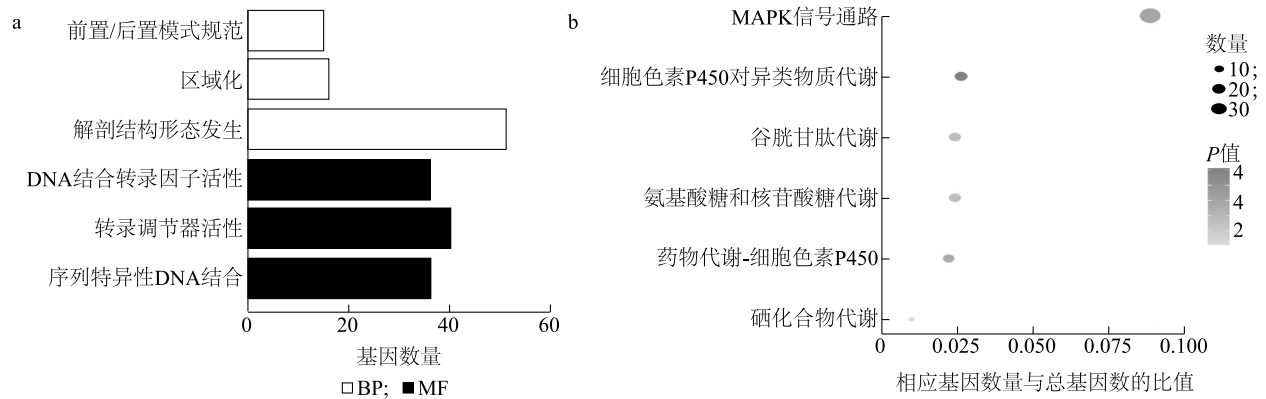 a
前置/后置模式规范
区域化
解剖结构形态发生
DNA结合转录因子活性
转录调节器活性
序列特异性DNA结合
0 20 40 60
基因数量
BP; MF
b
MAPK信号通路
细胞色素P450对异类物质代谢
谷胱甘肽代谢
氨基酸糖和核苷酸糖代谢
药物代谢-细胞色素P450
硒化合物代谢
0 0.025 0.050 0.075 0.100
相应基因数量与总基因数的比值
数量
10;
20;
30
P值
4
4
2